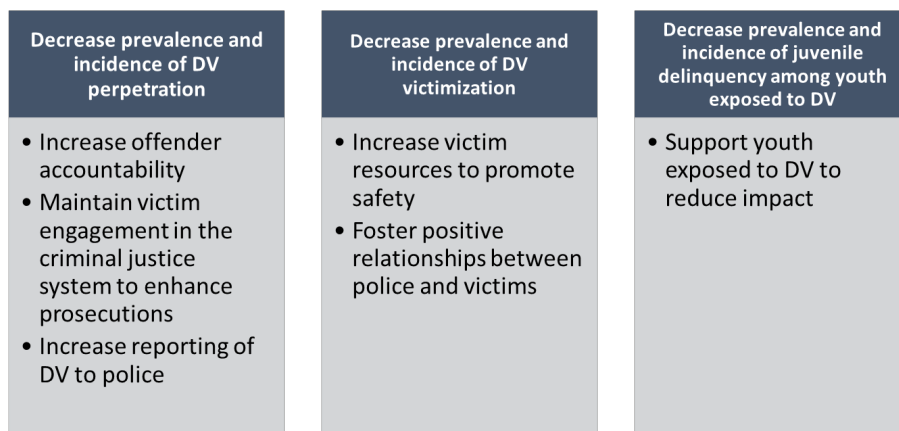 Decrease prevalence and
incidence of DV
perpetration
• Increase offender
accountability
• Maintain victim
engagement in the
criminal justice
system to enhance
prosecutions
• Increase reporting of
DV to police
Decrease prevalence and
incidence of DV
victimization
• Increase victim
resources to promote
safety
• Foster positive
relationships between
police and victims
Decrease prevalence and
incidence of juvenile
delinquency among youth
exposed to DV
• Support youth
exposed to DV to
reduce impact